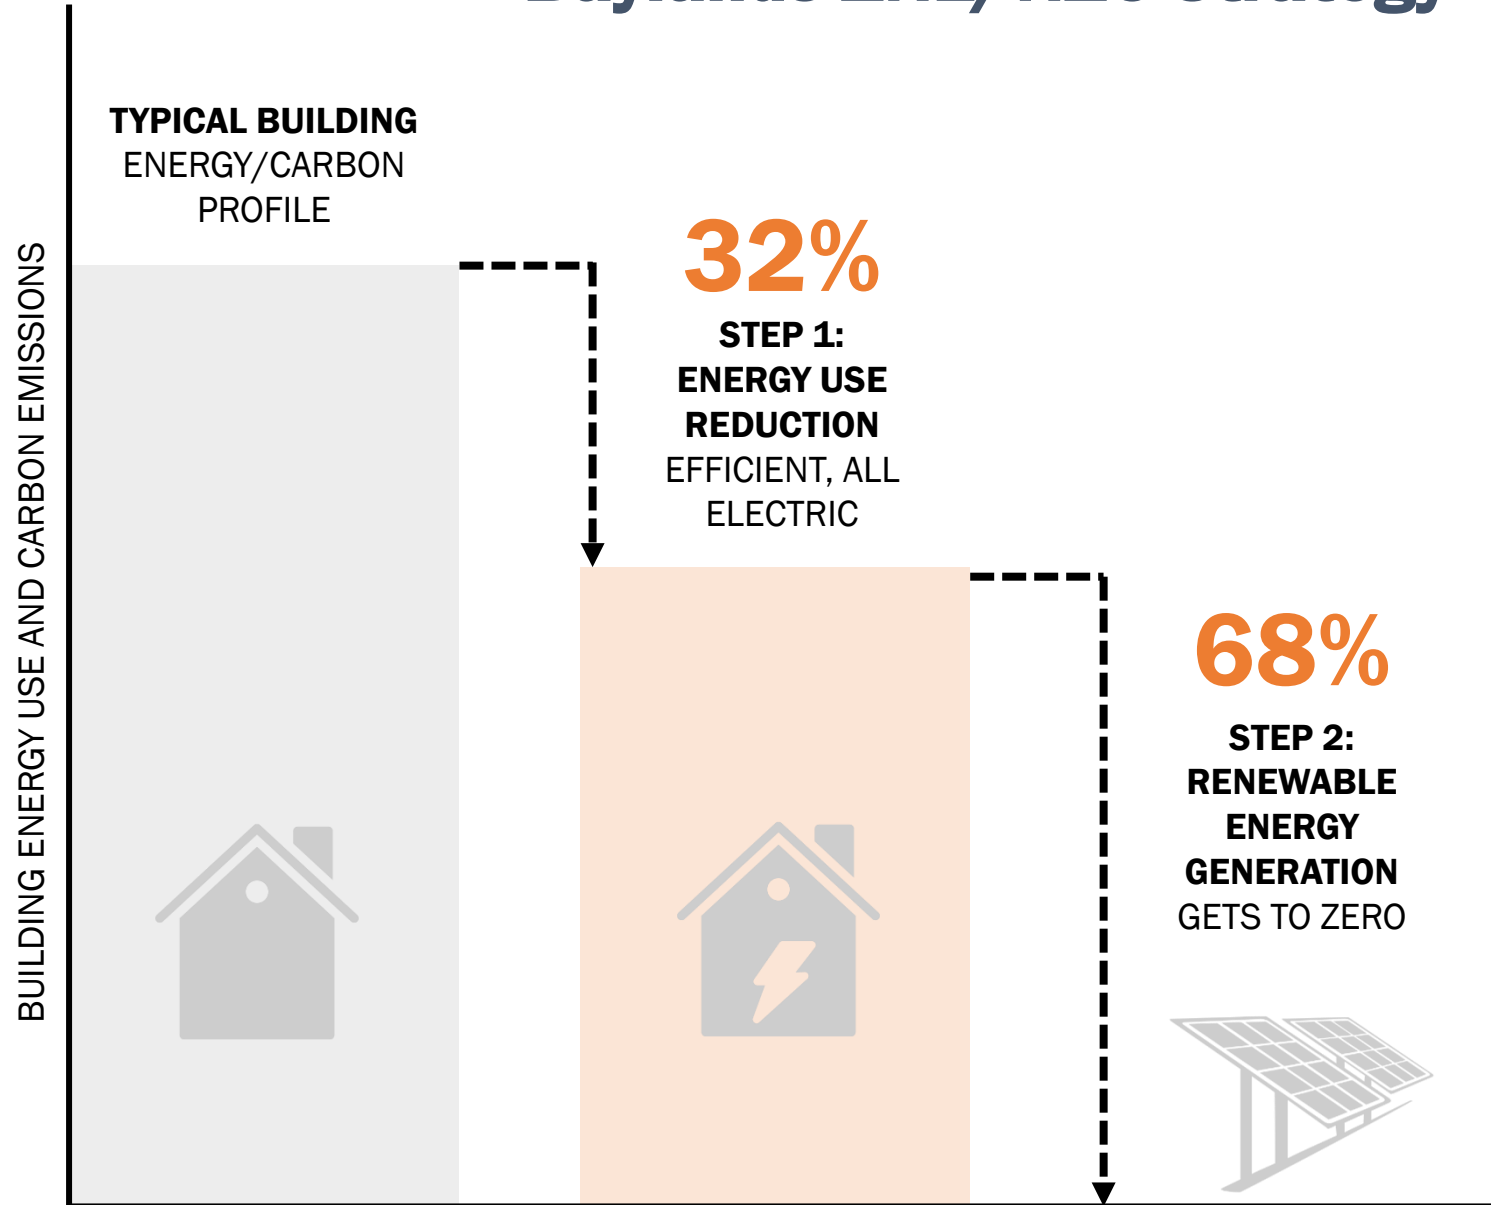 TYPICAL BUILDING
ENERGY/CARBON
PROFILE
32%
STEP 1:
ENERGY USE
REDUCTION
EFFICIENT, ALL
ELECTRIC
68%
STEP 2:
RENEWABLE
ENERGY
GENERATION
GETS TO ZERO
BUILDING ENERGY USE AND CARBON EMISSIONS